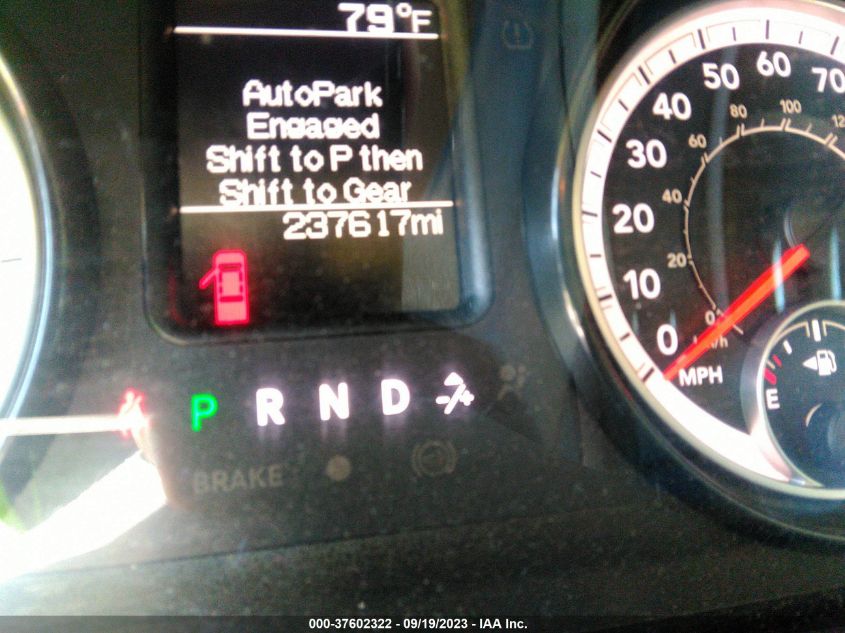 79°F
AutoPark
Engaged
Shift to P then
Shift to Gear
237617mi
P R N D -/+
BRAKE
0 10 20 30 40 50 60 70
0 20 40 60 80 100
MPH
E
000-37602322 - 09/19/2023 - IAA Inc.